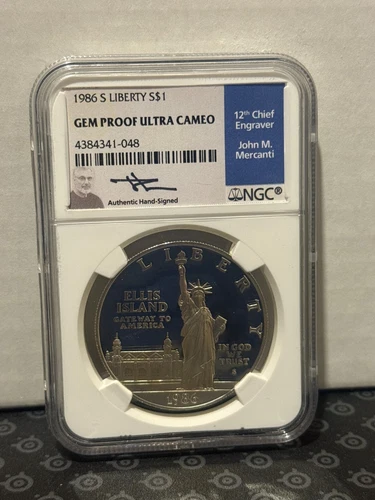 1986 S LIBERTY S$1
GEM PROOF ULTRA CAMEO
4384341-048
Authentic Hand-Signed
12th Chief
Engraver
John M.
Mercanti
NGC®
LIBERTY
ELLIS
ISLAND
GATEWAY TO
AMERICA
IN GOD
WE
TRUST
S
1986